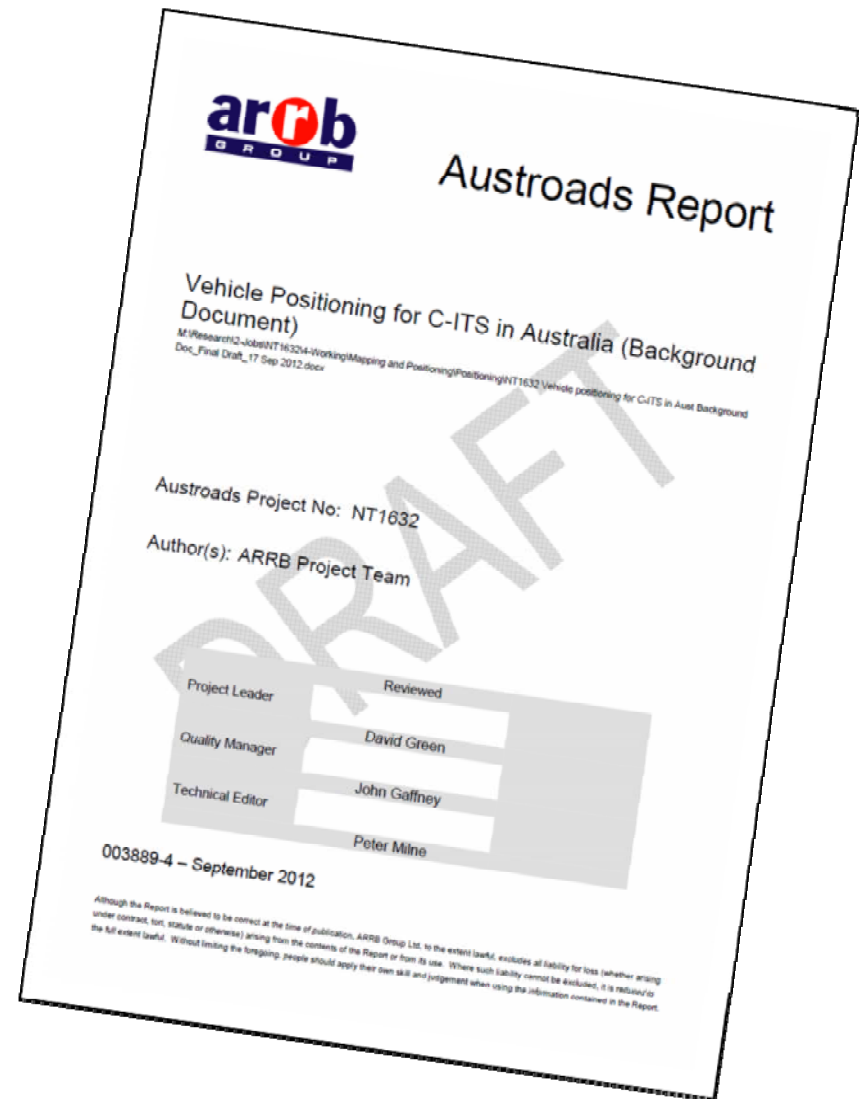 arrb
GROUP
Austroads Report
Vehicle Positioning for C-ITS in Australia (Background
Document)
M:\Research\2-Jobs\NT1632\4-Working\Mapping and Positioning\Positioning\NT1632 Vehicle positioning for C-ITS in Aust Background
Doc_Final Draft_17 Sep 2012.docx
DRAFT
Austroads Project No: NT1632
Author(s): ARRB Project Team
Reviewed
Project Leader
David Green
Quality Manager
John Gaffney
Technical Editor
Peter Milne
003889-4 – September 2012
Although the Report is believed to be correct at the time of publication, ARRB Group Ltd, to the extent lawful, excludes all liability for loss (whether arising
under contract, tort, statute or otherwise) arising from the contents of the Report or from its use. Where such liability cannot be excluded, it is reduced to
the full extent lawful. Without limiting the foregoing, people should apply their own skill and judgement when using the information contained in the Report.